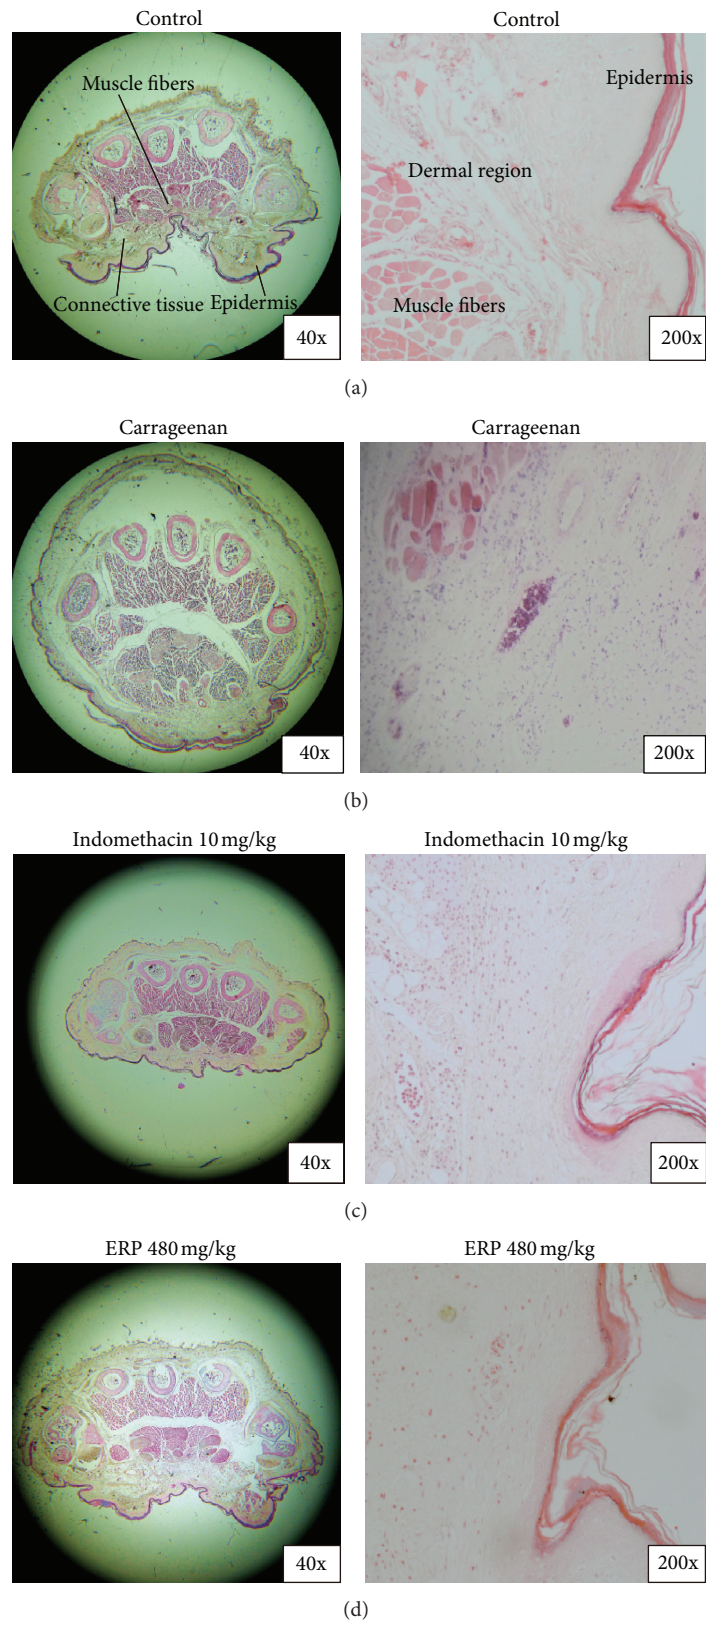 Control
Control
Muscle fibers
Connective tissue
Epidermis
40x
Epidermis
Dermal region
Muscle fibers
200x
(a)
Carrageenan
Carrageenan
40x
200x
(b)
Indomethacin 10 mg/kg
Indomethacin 10 mg/kg
40x
200x
(c)
ERP 480 mg/kg
ERP 480 mg/kg
40x
200x
(d)